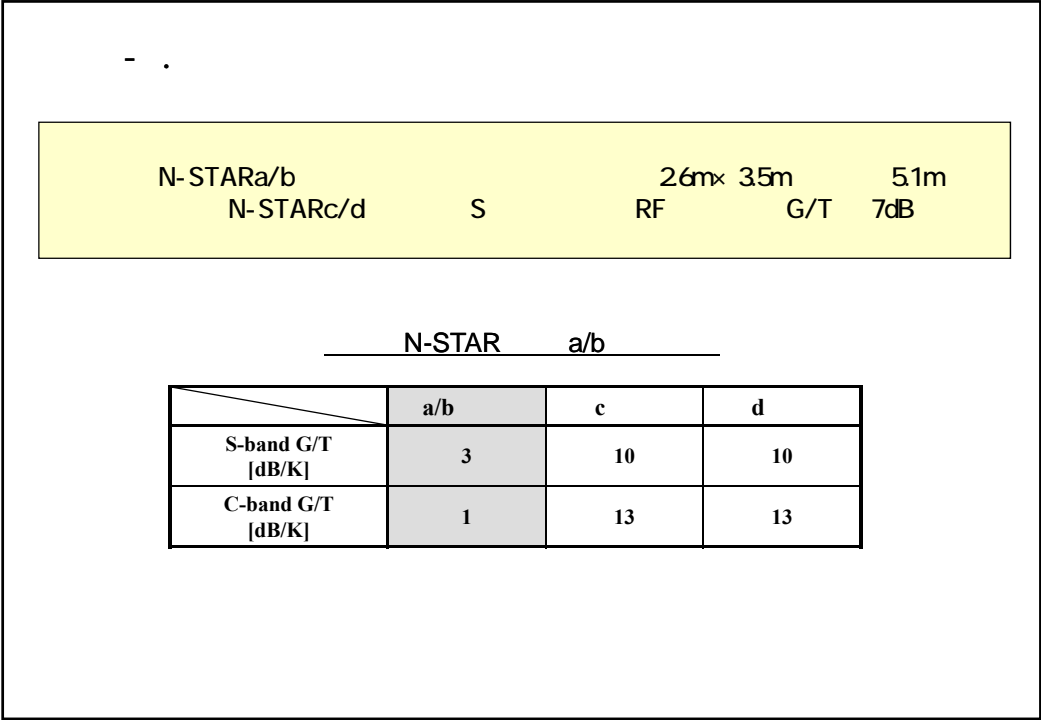 - .
N-STARa/b 2.6m× 3.5m 5.1m
N-STARc/d S RF G/T 7dB
N-STAR a/b
a/b c d
S-band G/T
[dB/K] 3 10 10
C-band G/T
[dB/K] 1 13 13